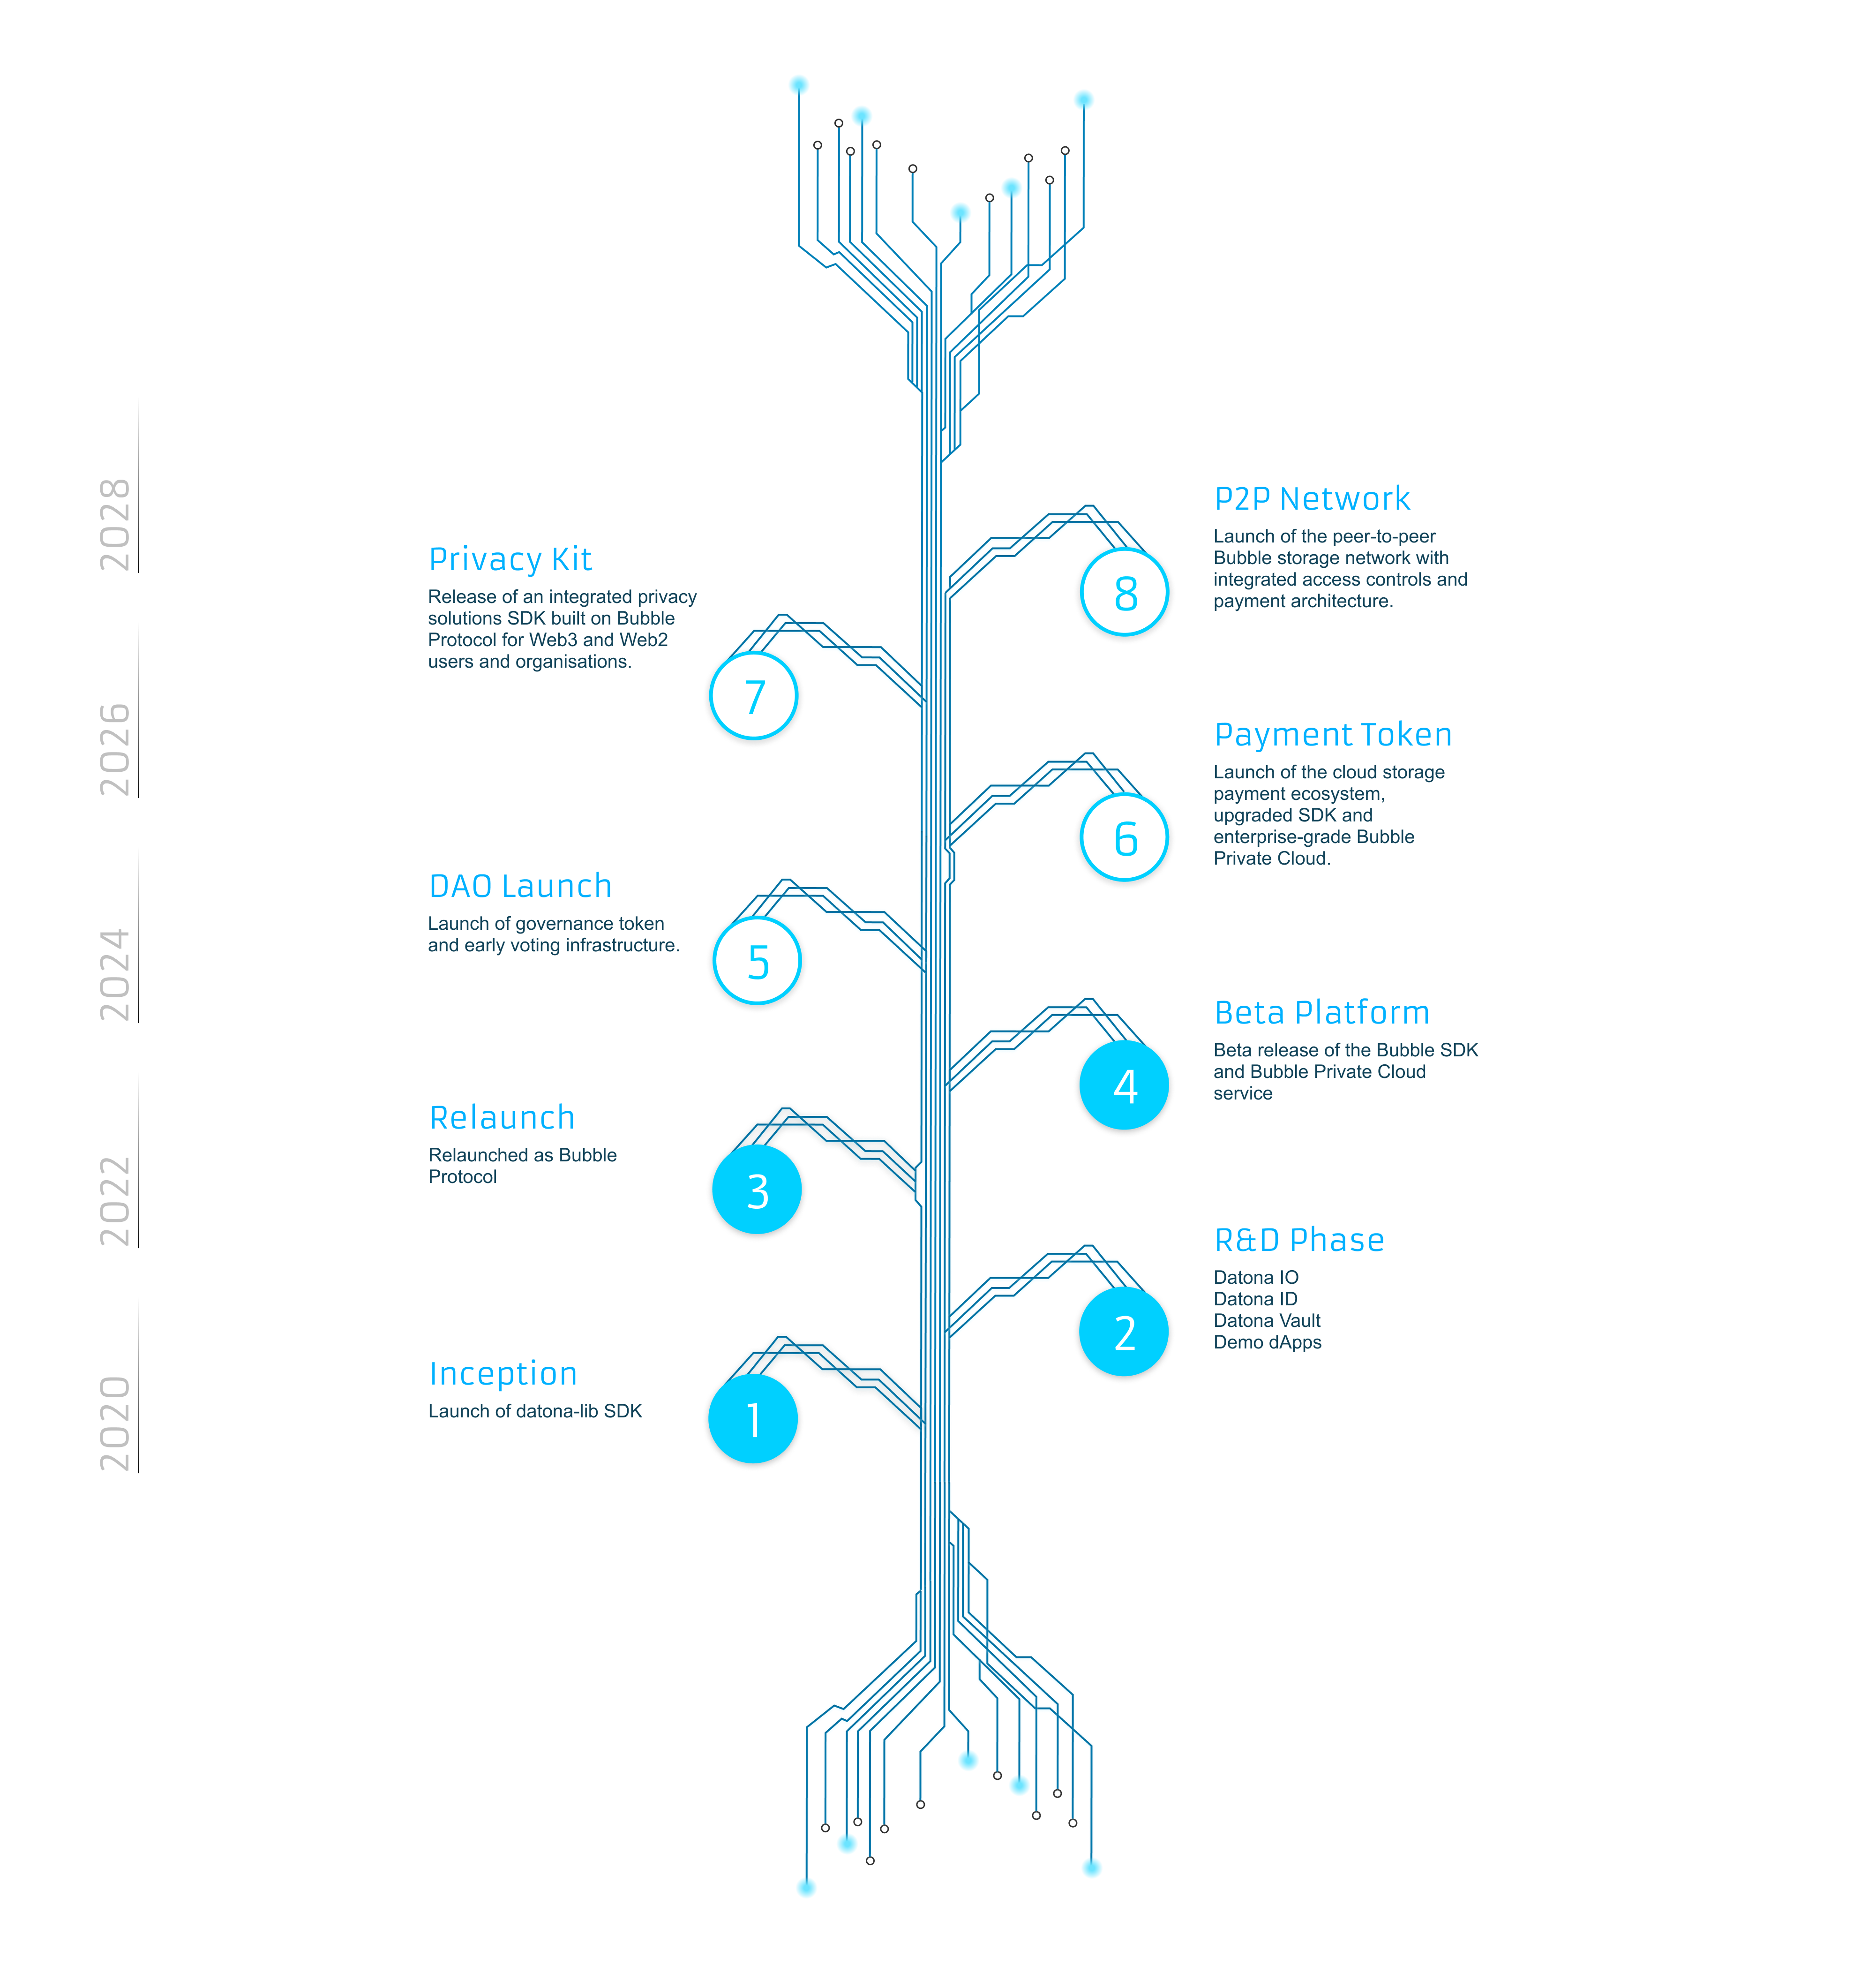 2028
P2P Network
Launch of the peer-to-peer
Bubble storage network with
integrated access controls and
payment architecture.
8
Privacy Kit
Release of an integrated privacy
solutions SDK built on Bubble
Protocol for Web3 and Web2
users and organisations.
7
2026
Payment Token
Launch of the cloud storage
payment ecosystem,
upgraded SDK and
enterprise-grade Bubble
Private Cloud.
6
DAO Launch
Launch of governance token
and early voting infrastructure.
5
2024
Beta Platform
Beta release of the Bubble SDK
and Bubble Private Cloud
service
4
Relaunch
Relaunched as Bubble
Protocol
3
2022
R&D Phase
Datona IO
Datona ID
Datona Vault
Demo dApps
2
Inception
Launch of datona-lib SDK
1
2020